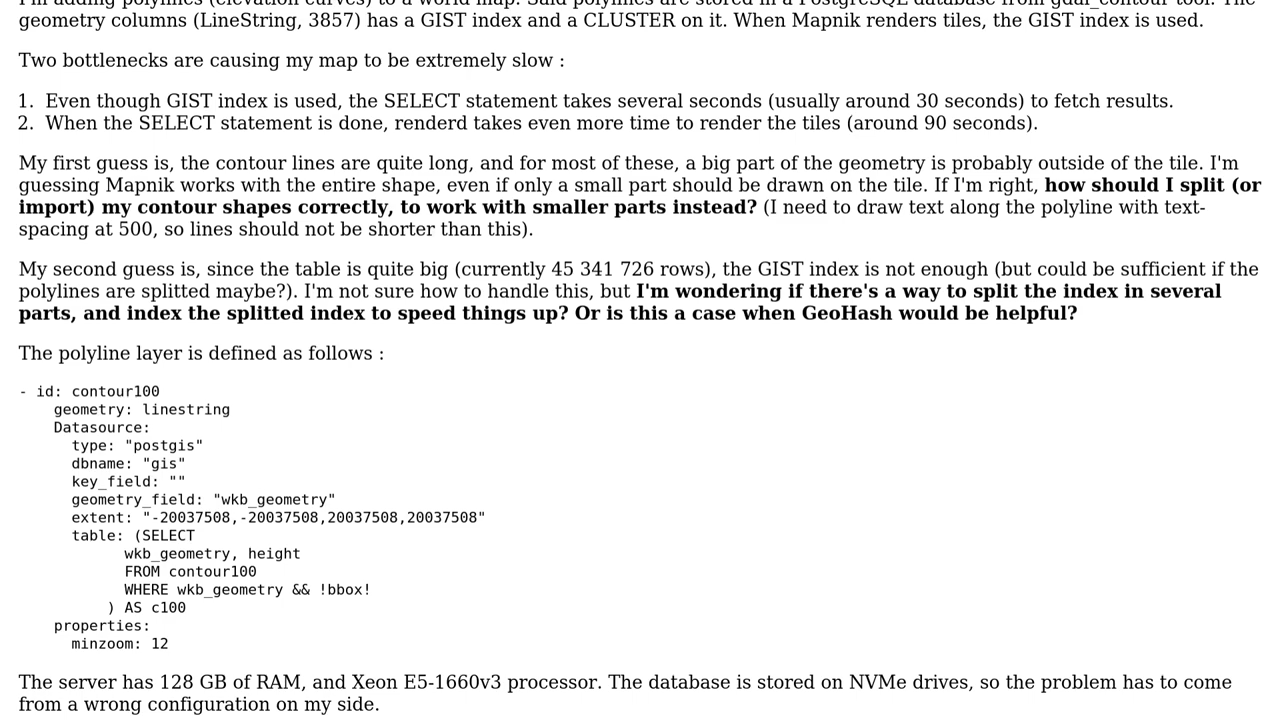 geometry columns (LineString, 3857) has a GIST index and a CLUSTER on it. When Mapnik renders tiles, the GIST index is used.
Two bottlenecks are causing my map to be extremely slow :
1. Even though GIST index is used, the SELECT statement takes several seconds (usually around 30 seconds) to fetch results.
2. When the SELECT statement is done, renderd takes even more time to render the tiles (around 90 seconds).
My first guess is, the contour lines are quite long, and for most of these, a big part of the geometry is probably outside of the tile. I'm
guessing Mapnik works with the entire shape, even if only a small part should be drawn on the tile. If I'm right, how should I split (or
import) my contour shapes correctly, to work with smaller parts instead? (I need to draw text along the polyline with text-
spacing at 500, so lines should not be shorter than this).
My second guess is, since the table is quite big (currently 45 341 726 rows), the GIST index is not enough (but could be sufficient if the
polylines are splitted maybe?). I'm not sure how to handle this, but I'm wondering if there's a way to split the index in several
parts, and index the splitted index to speed things up? Or is this a case when GeoHash would be helpful?
The polyline layer is defined as follows :
- id: contour100
geometry: linestring
Datasource:
type: "postgis"
dbname: "gis"
key_field: ""
geometry_field: "wkb_geometry"
extent: "-20037508,-20037508,20037508,20037508"
table: (SELECT
wkb_geometry, height
FROM contour100
WHERE wkb_geometry && !bbox!
) AS c100
properties:
minzoom: 12
The server has 128 GB of RAM, and Xeon E5-1660v3 processor. The database is stored on NVMe drives, so the problem has to come
from a wrong configuration on my side.